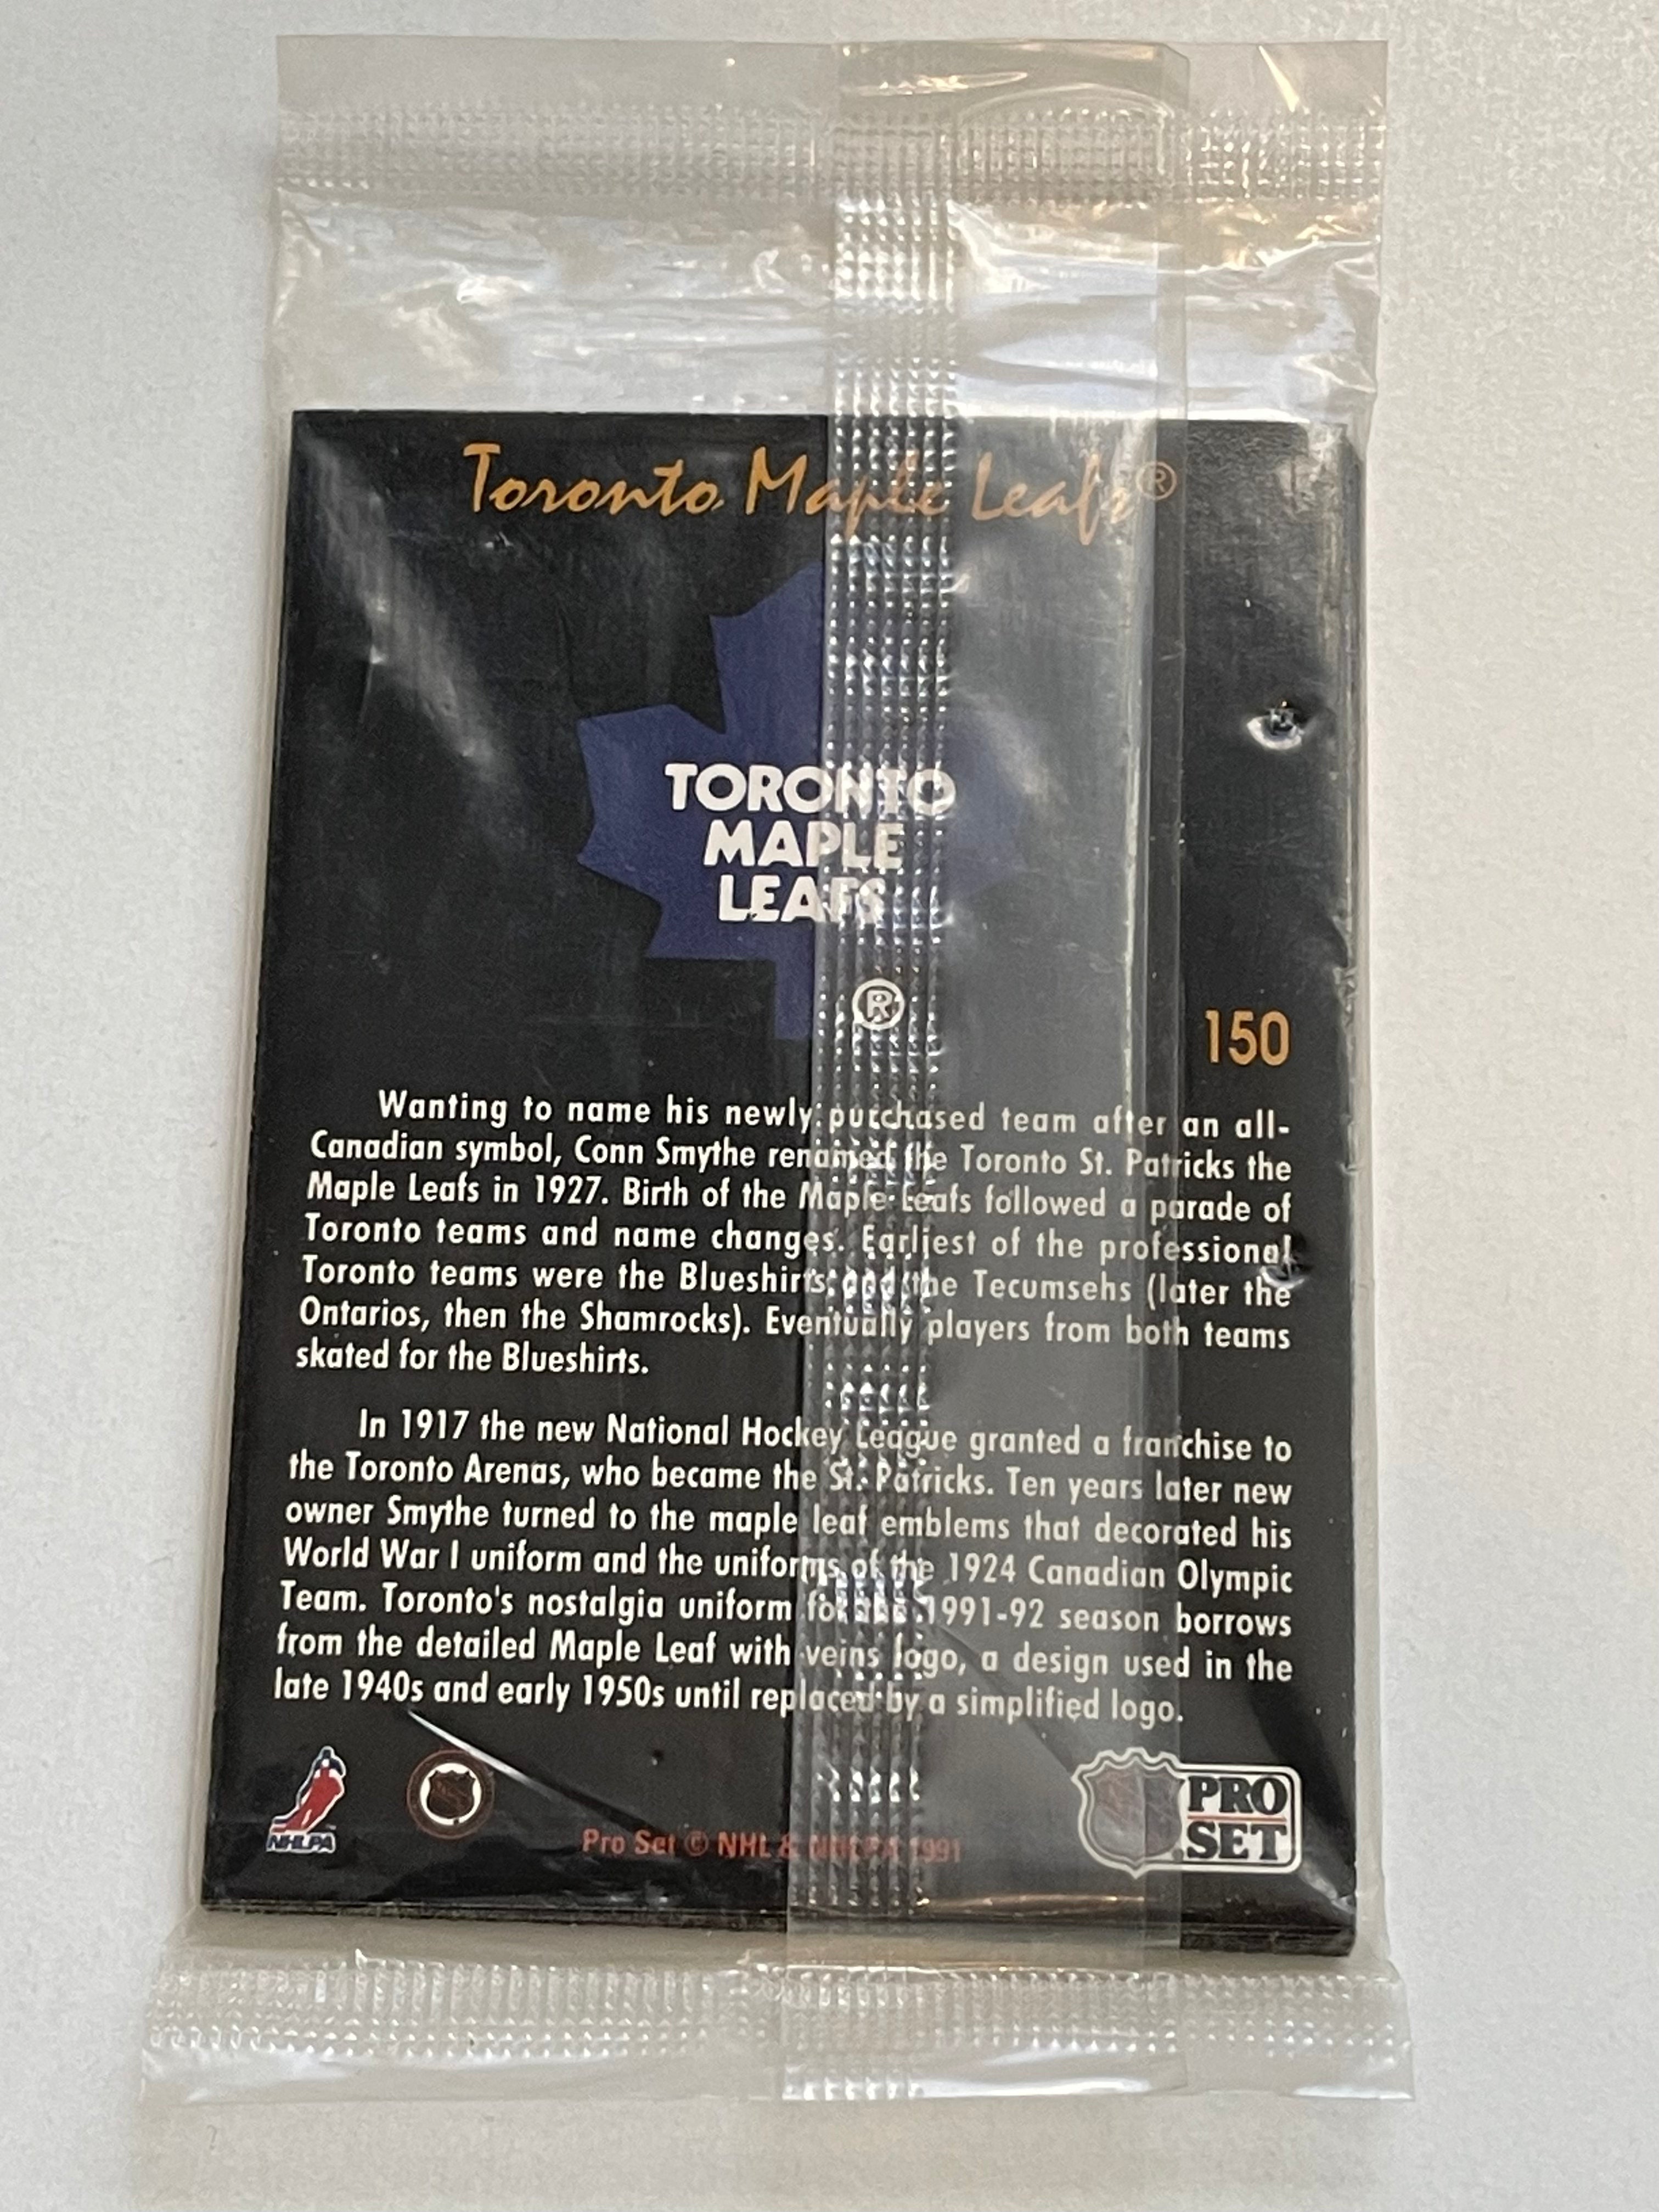 Toronto Maple Leafs®
TORONTO
MAPLE
LEAFS
®
150
Wanting to name his newly purchased team after an all-
Canadian symbol, Conn Smythe renamed the Toronto St. Patricks the
Maple Leafs in 1927. Birth of the Maple Leafs followed a parade of
Toronto teams and name changes. Earliest of the professional
Toronto teams were the Blueshirts and the Tecumsehs (later the
Ontarios, then the Shamrocks). Eventually players from both teams
skated for the Blueshirts.
In 1917 the new National Hockey League granted a franchise to
the Toronto Arenas, who became the St. Patricks. Ten years later new
owner Smythe turned to the maple leaf emblems that decorated his
World War I uniform and the uniforms of the 1924 Canadian Olympic
Team. Toronto's nostalgia uniform for the 1991-92 season borrows
from the detailed Maple Leaf with veins logo, a design used in the
late 1940s and early 1950s until replaced by a simplified logo.
NHLPA
Pro Set © NHL & NHLPA 1991
PRO
SET